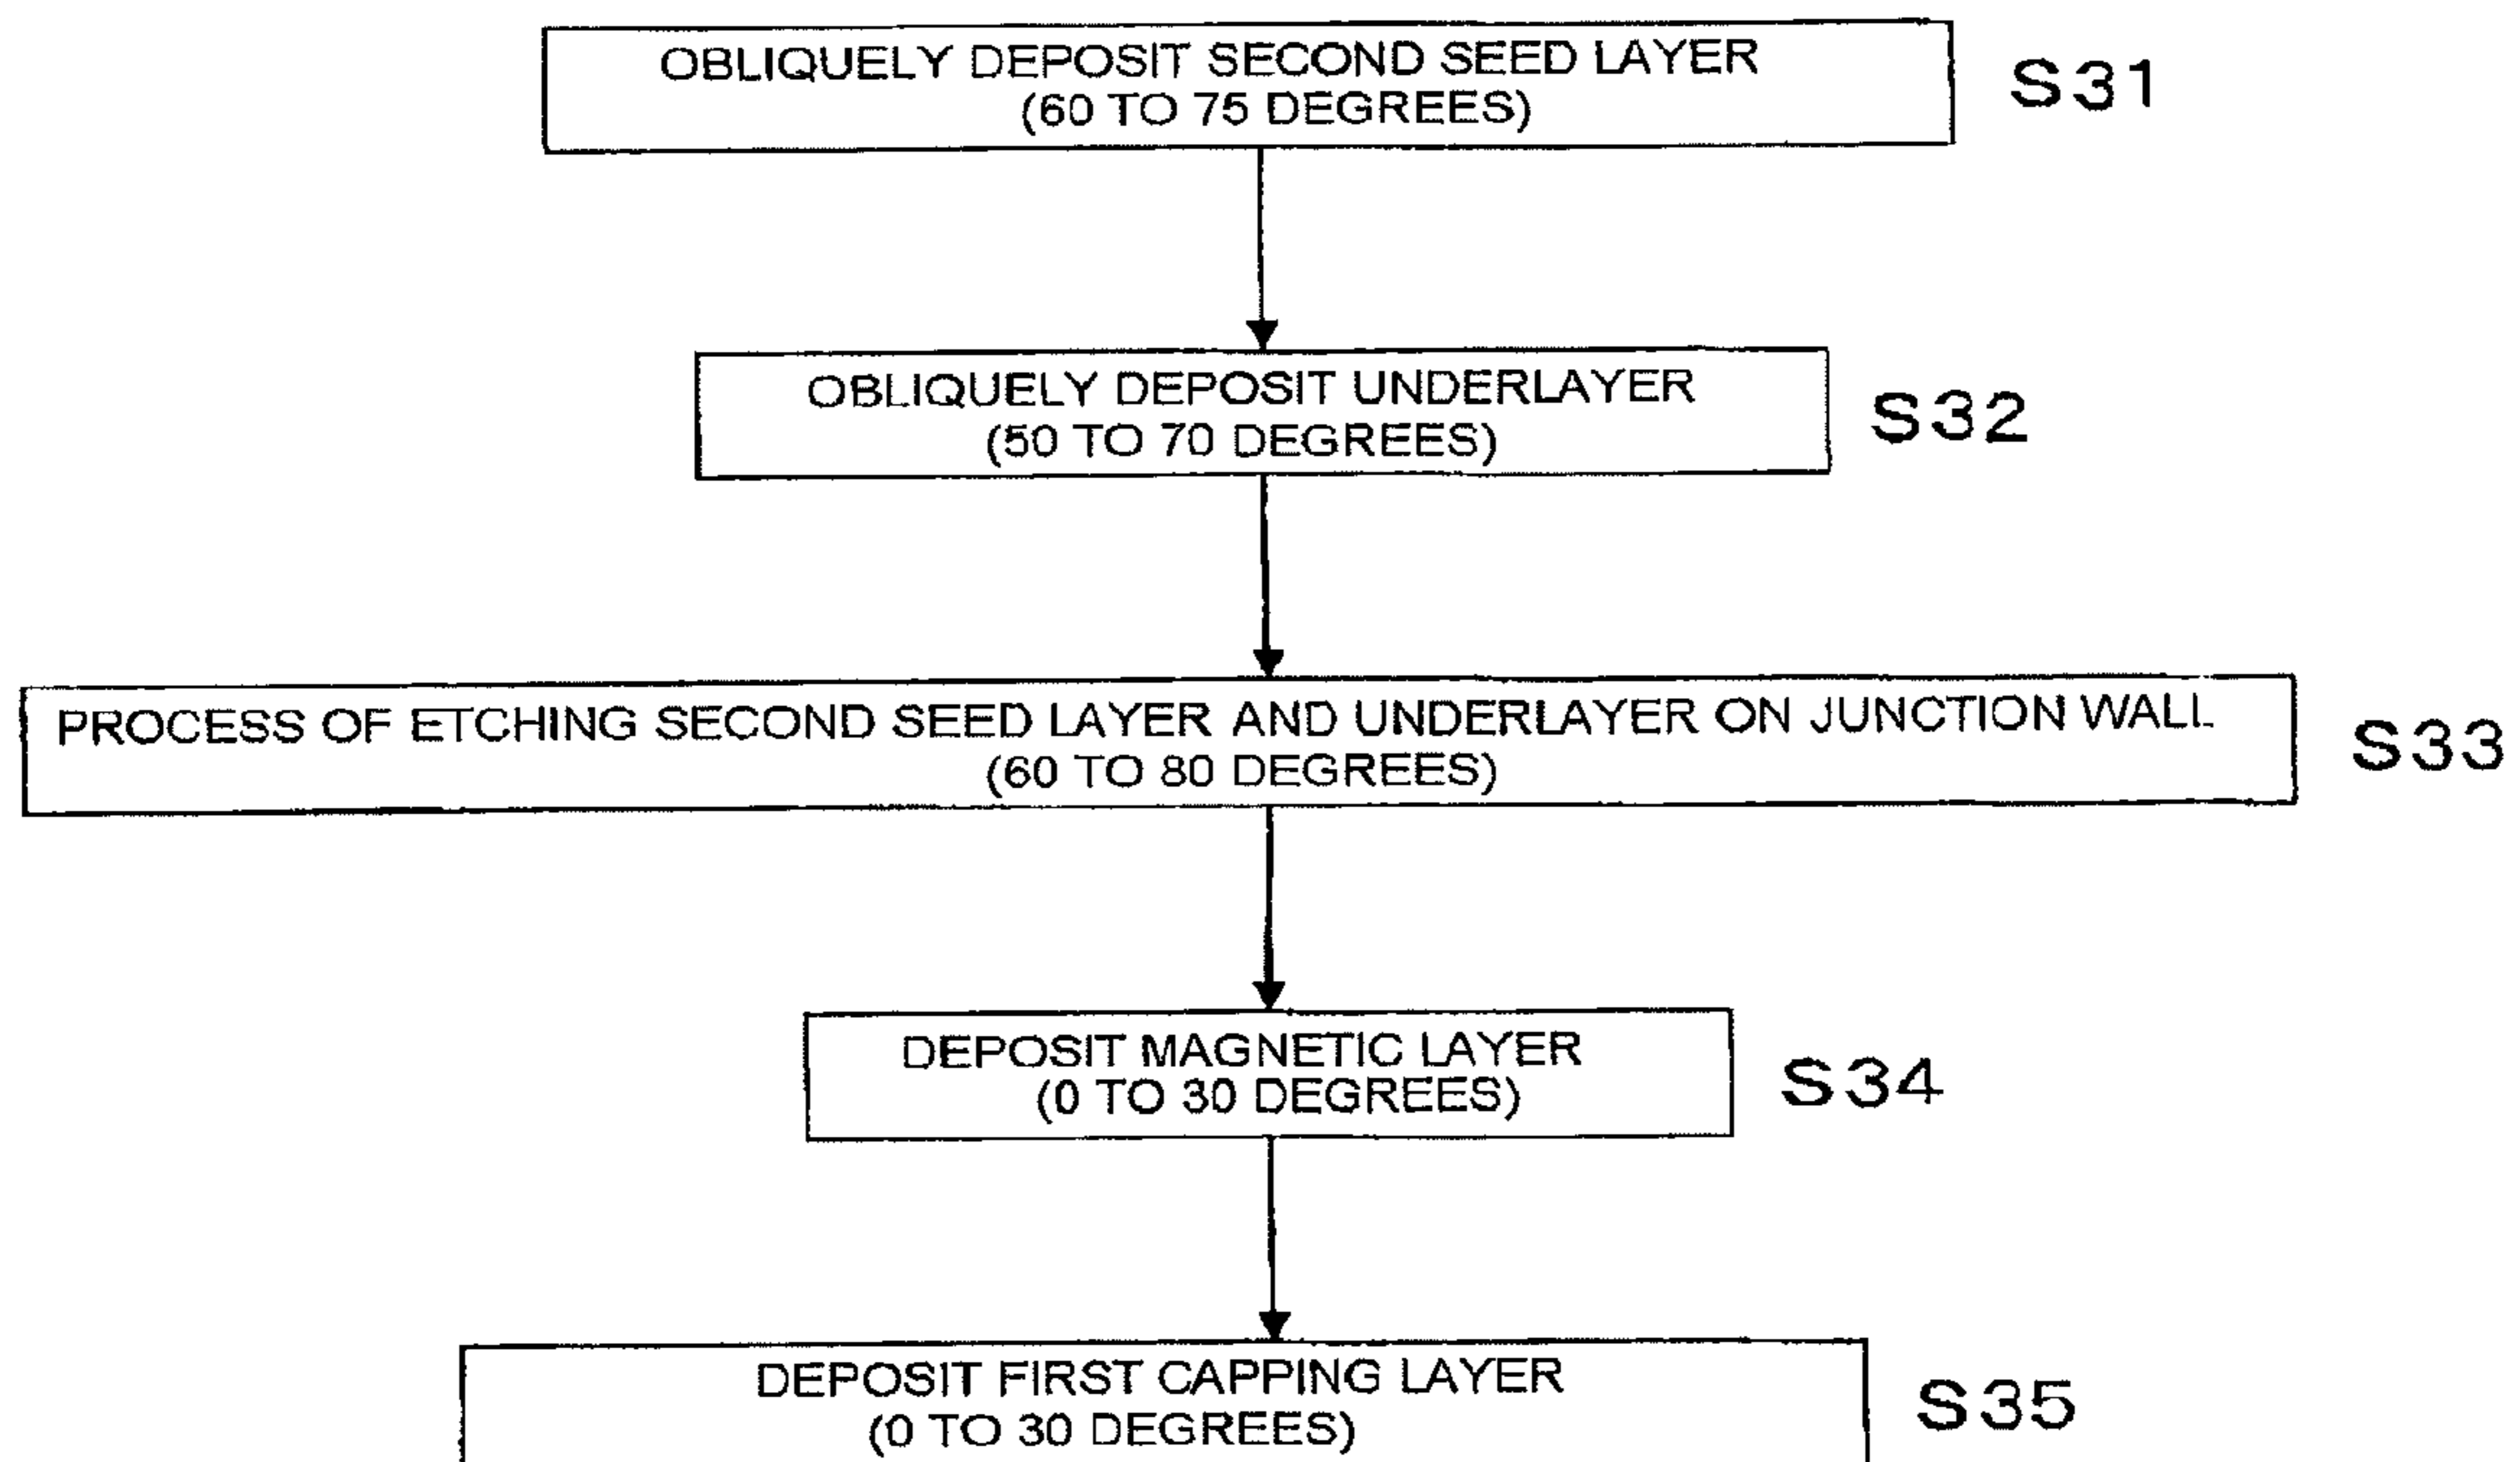 OBLIQUELY DEPOSIT SECOND SEED LAYER
(60 TO 75 DEGREES)
S31
OBLIQUELY DEPOSIT UNDERLAYER
(50 TO 70 DEGREES)
S32
PROCESS OF ETCHING SECOND SEED LAYER AND UNDERLAYER ON JUNCTION WALL
(60 TO 80 DEGREES)
S33
DEPOSIT MAGNETIC LAYER
(0 TO 30 DEGREES)
S34
DEPOSIT FIRST CAPPING LAYER
(0 TO 30 DEGREES)
S35